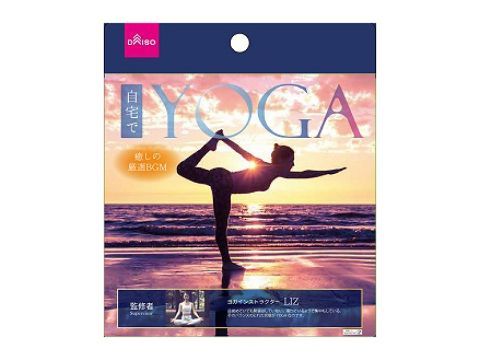 DAISO
自宅で
YOGA
癒しの
厳選BGM
監修者
Supervisor
ヨガインストラクター LIZ